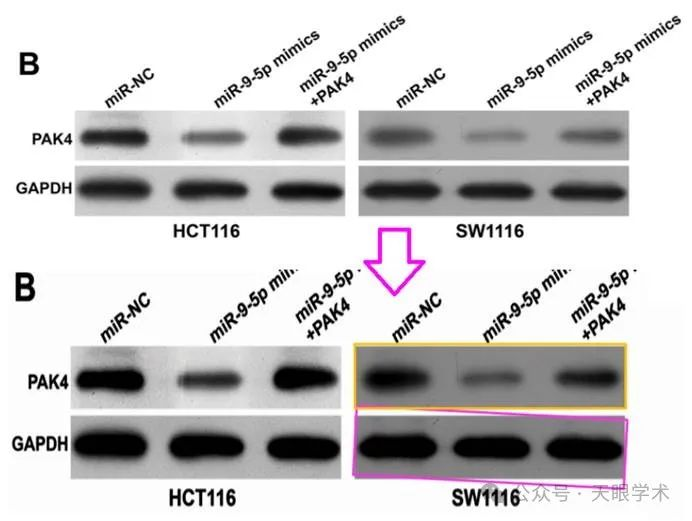 B
miR-NC
miR-9-5p mimics
miR-9-5p mimics
+PAK4
miR-NC
miR-9-5p mimics
miR-9-5p mimics
+PAK4
PAK4
GAPDH
HCT116
SW1116
B
miR-NC
miR-9-5p mim
miR-9-5p
+PAK4
miR-NC
miR-9-5p mim
miR-9-5p
+PAK4
PAK4
GAPDH
HCT116
SW1116
公众号 · 天眼学术